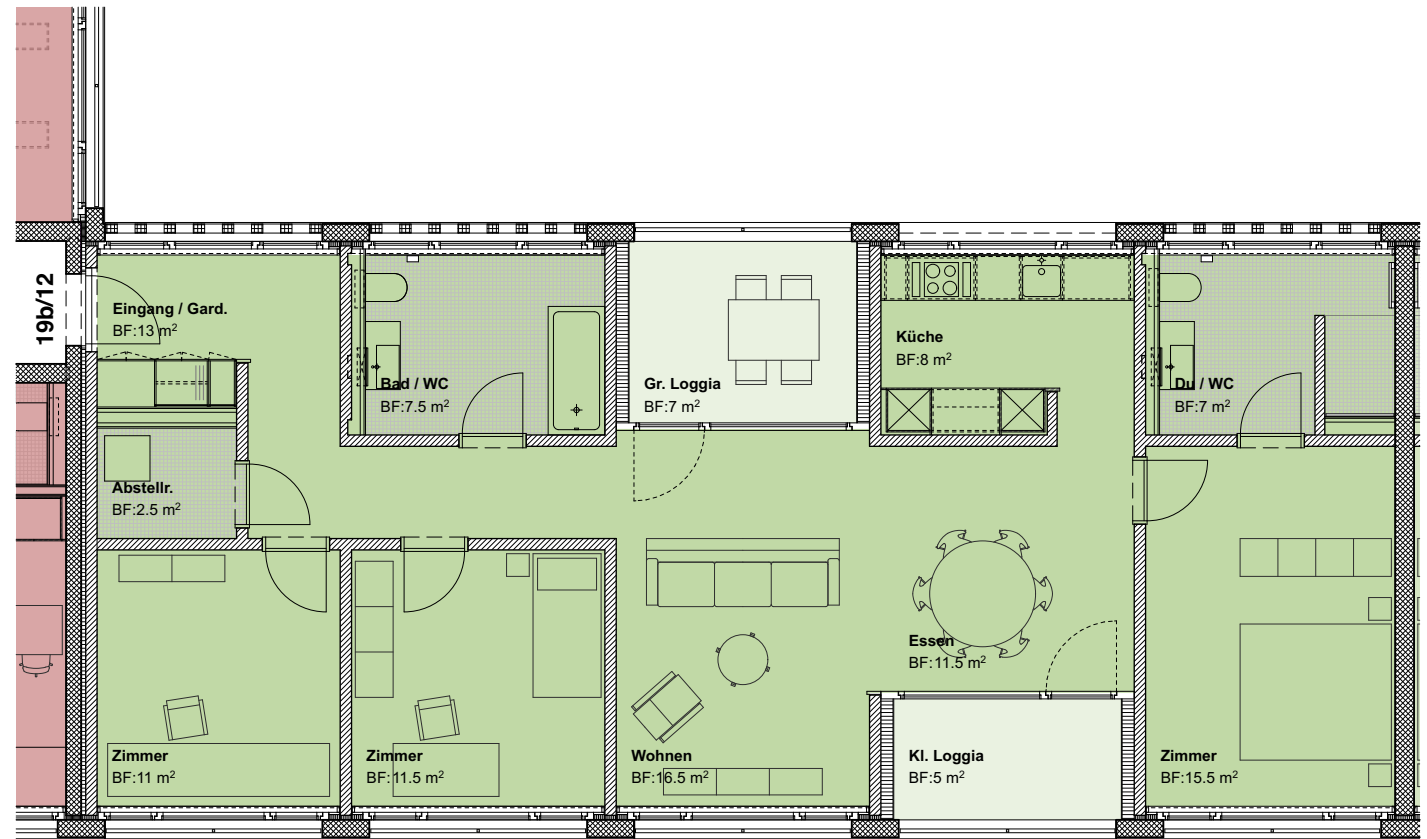 19b/12
Eingang / Gard.
BF:13 m²
Bad / WC
BF:7.5 m²
Gr. Loggia
BF:7 m²
Küche
BF:8 m²
Du / WC
BF:7 m²
Abstellr.
BF:2.5 m²
Essen
BF:11.5 m²
Zimmer
BF:11 m²
Zimmer
BF:11.5 m²
Wohnen
BF:16.5 m²
Kl. Loggia
BF:5 m²
Zimmer
BF:15.5 m²